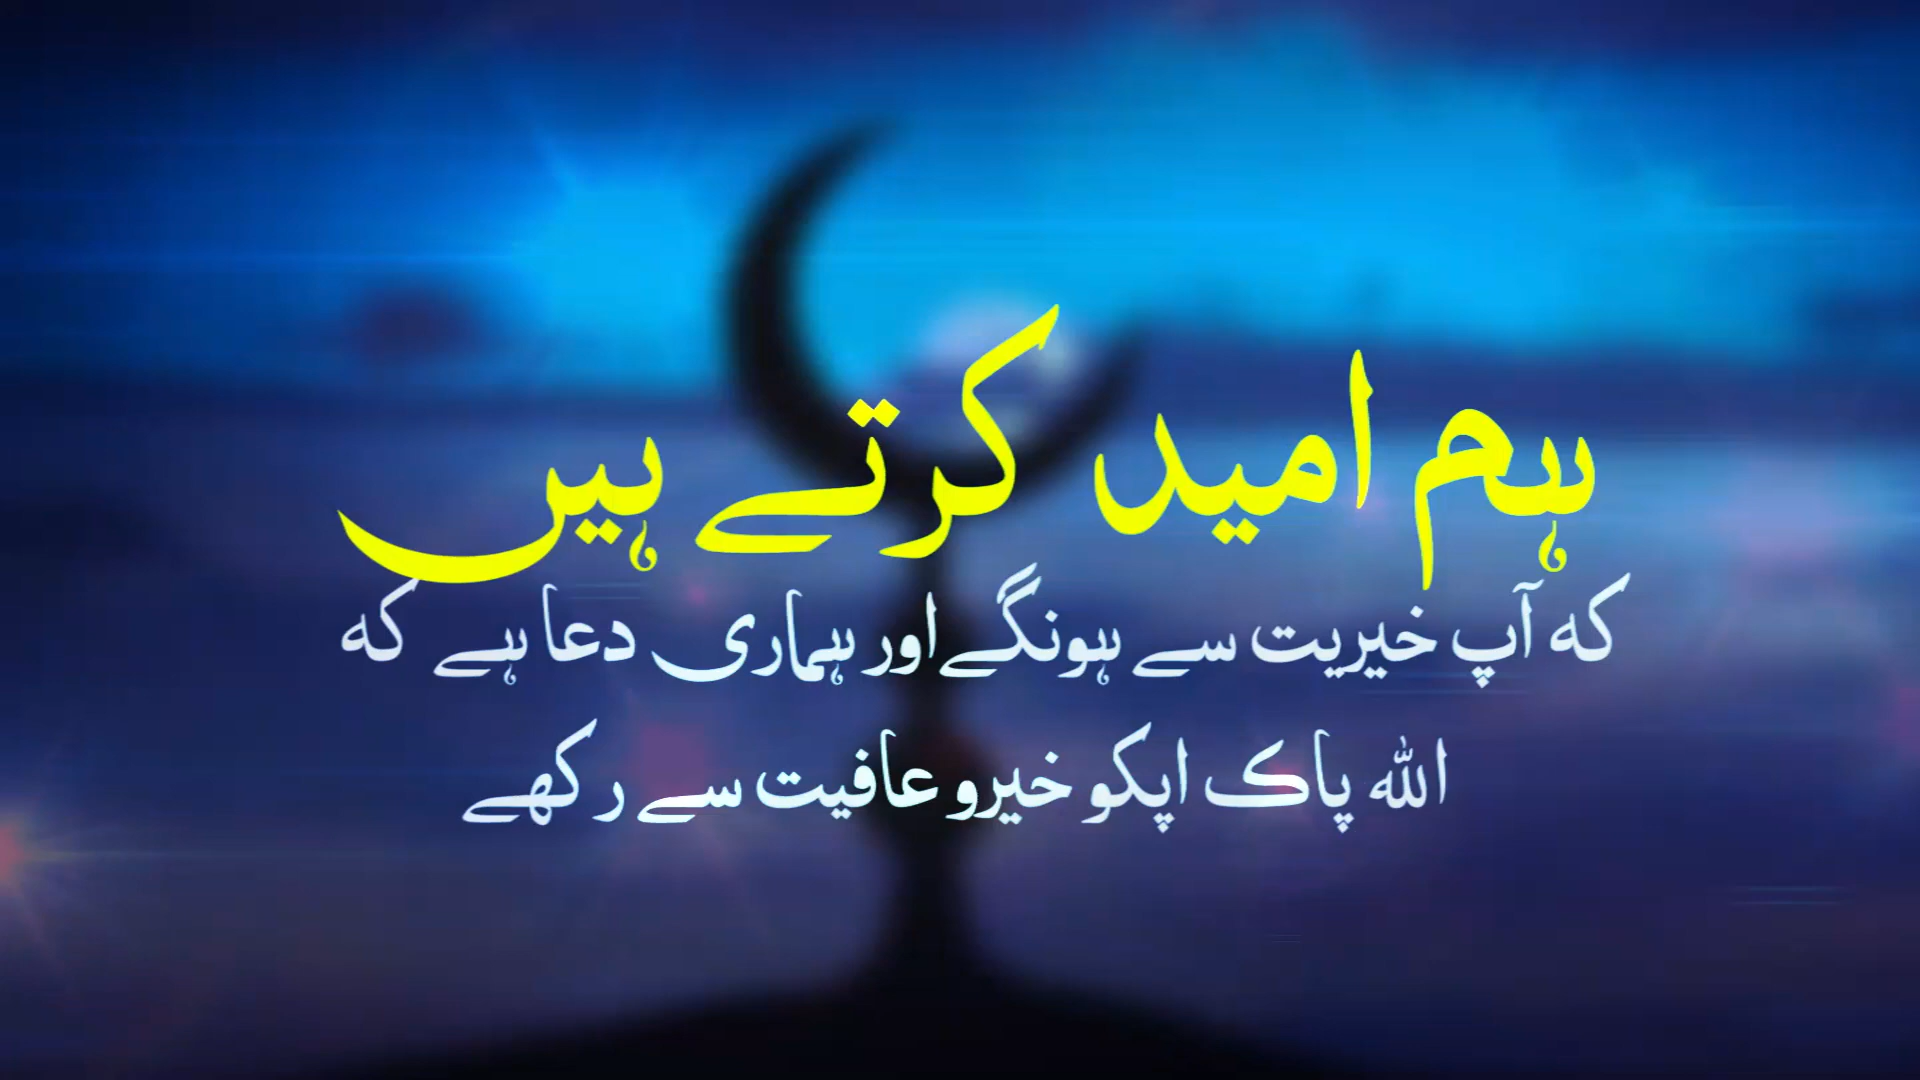 ہم امید کرتے ہیں
کہ آپ خیریت سے ہونگے اور ہماری دعا ہے کہ
اللہ پاک اپکو خیرو عافیت سے رکھے